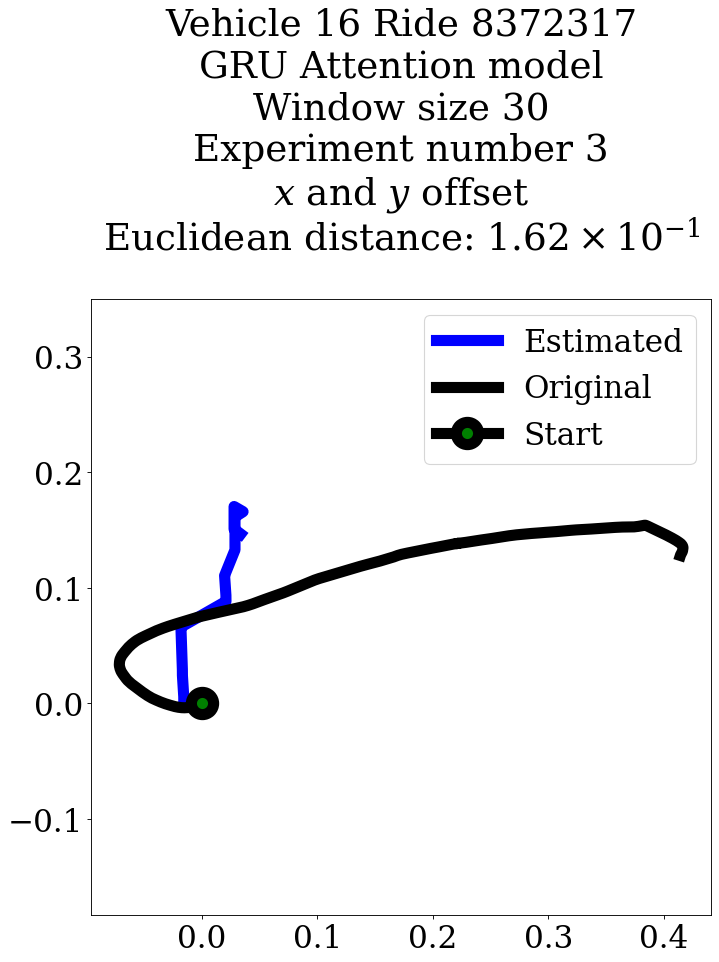 Vehicle 16 Ride 8372317
GRU Attention model
Window size 30
Experiment number 3
x and y offset
Euclidean distance: 1.62 × 10⁻¹
Estimated
Original
Start
0.3
0.2
0.1
0.0
−0.1
0.0 0.1 0.2 0.3 0.4